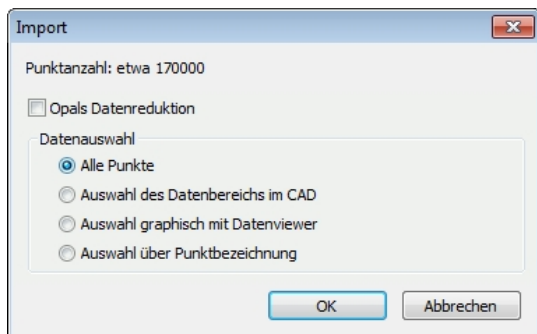 Import
Punktanzahl: etwa 170000
Opals Datenreduktion
Datenauswahl
Alle Punkte
Auswahl des Datenbereichs im CAD
Auswahl graphisch mit Datenviewer
Auswahl über Punktbezeichnung
OK Abbrechen